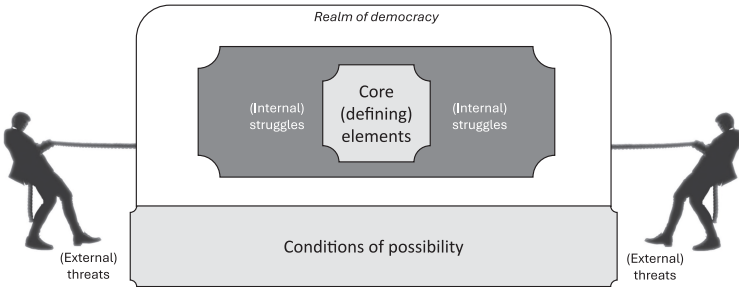 Realm of democracy
(Internal)
struggles
Core
(defining)
elements
(Internal)
struggles
Conditions of possibility
(External)
threats
(External)
threats